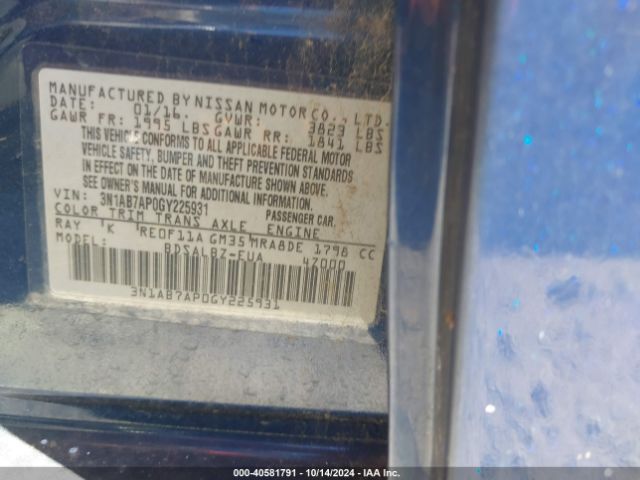 MANUFACTURED BY NISSAN MOTOR CO., LTD.
DATE: 01/16. GVWR: 3823 LBS
GAWR FR: 1995 LBS GAWR RR: 1841 LBS
THIS VEHICLE CONFORMS TO ALL APPLICABLE FEDERAL MOTOR
VEHICLE SAFETY, BUMPER AND THEFT PREVENTION STANDARDS
IN EFFECT ON THE DATE OF MANUFACTURE SHOWN ABOVE.
SEE OWNER'S MANUAL FOR ADDITIONAL INFORMATION.
VIN: 3N1AB7AP0GY225931 PASSENGER CAR.
COLOR TRIM TRANS AXLE ENGINE
RAY K RE0F11A GM35 MRA8DE 1798 CC
MODEL: BDSALBZ-EUA 47000
3N1AB7AP0GY225931
000-40581791 - 10/14/2024 - IAA Inc.